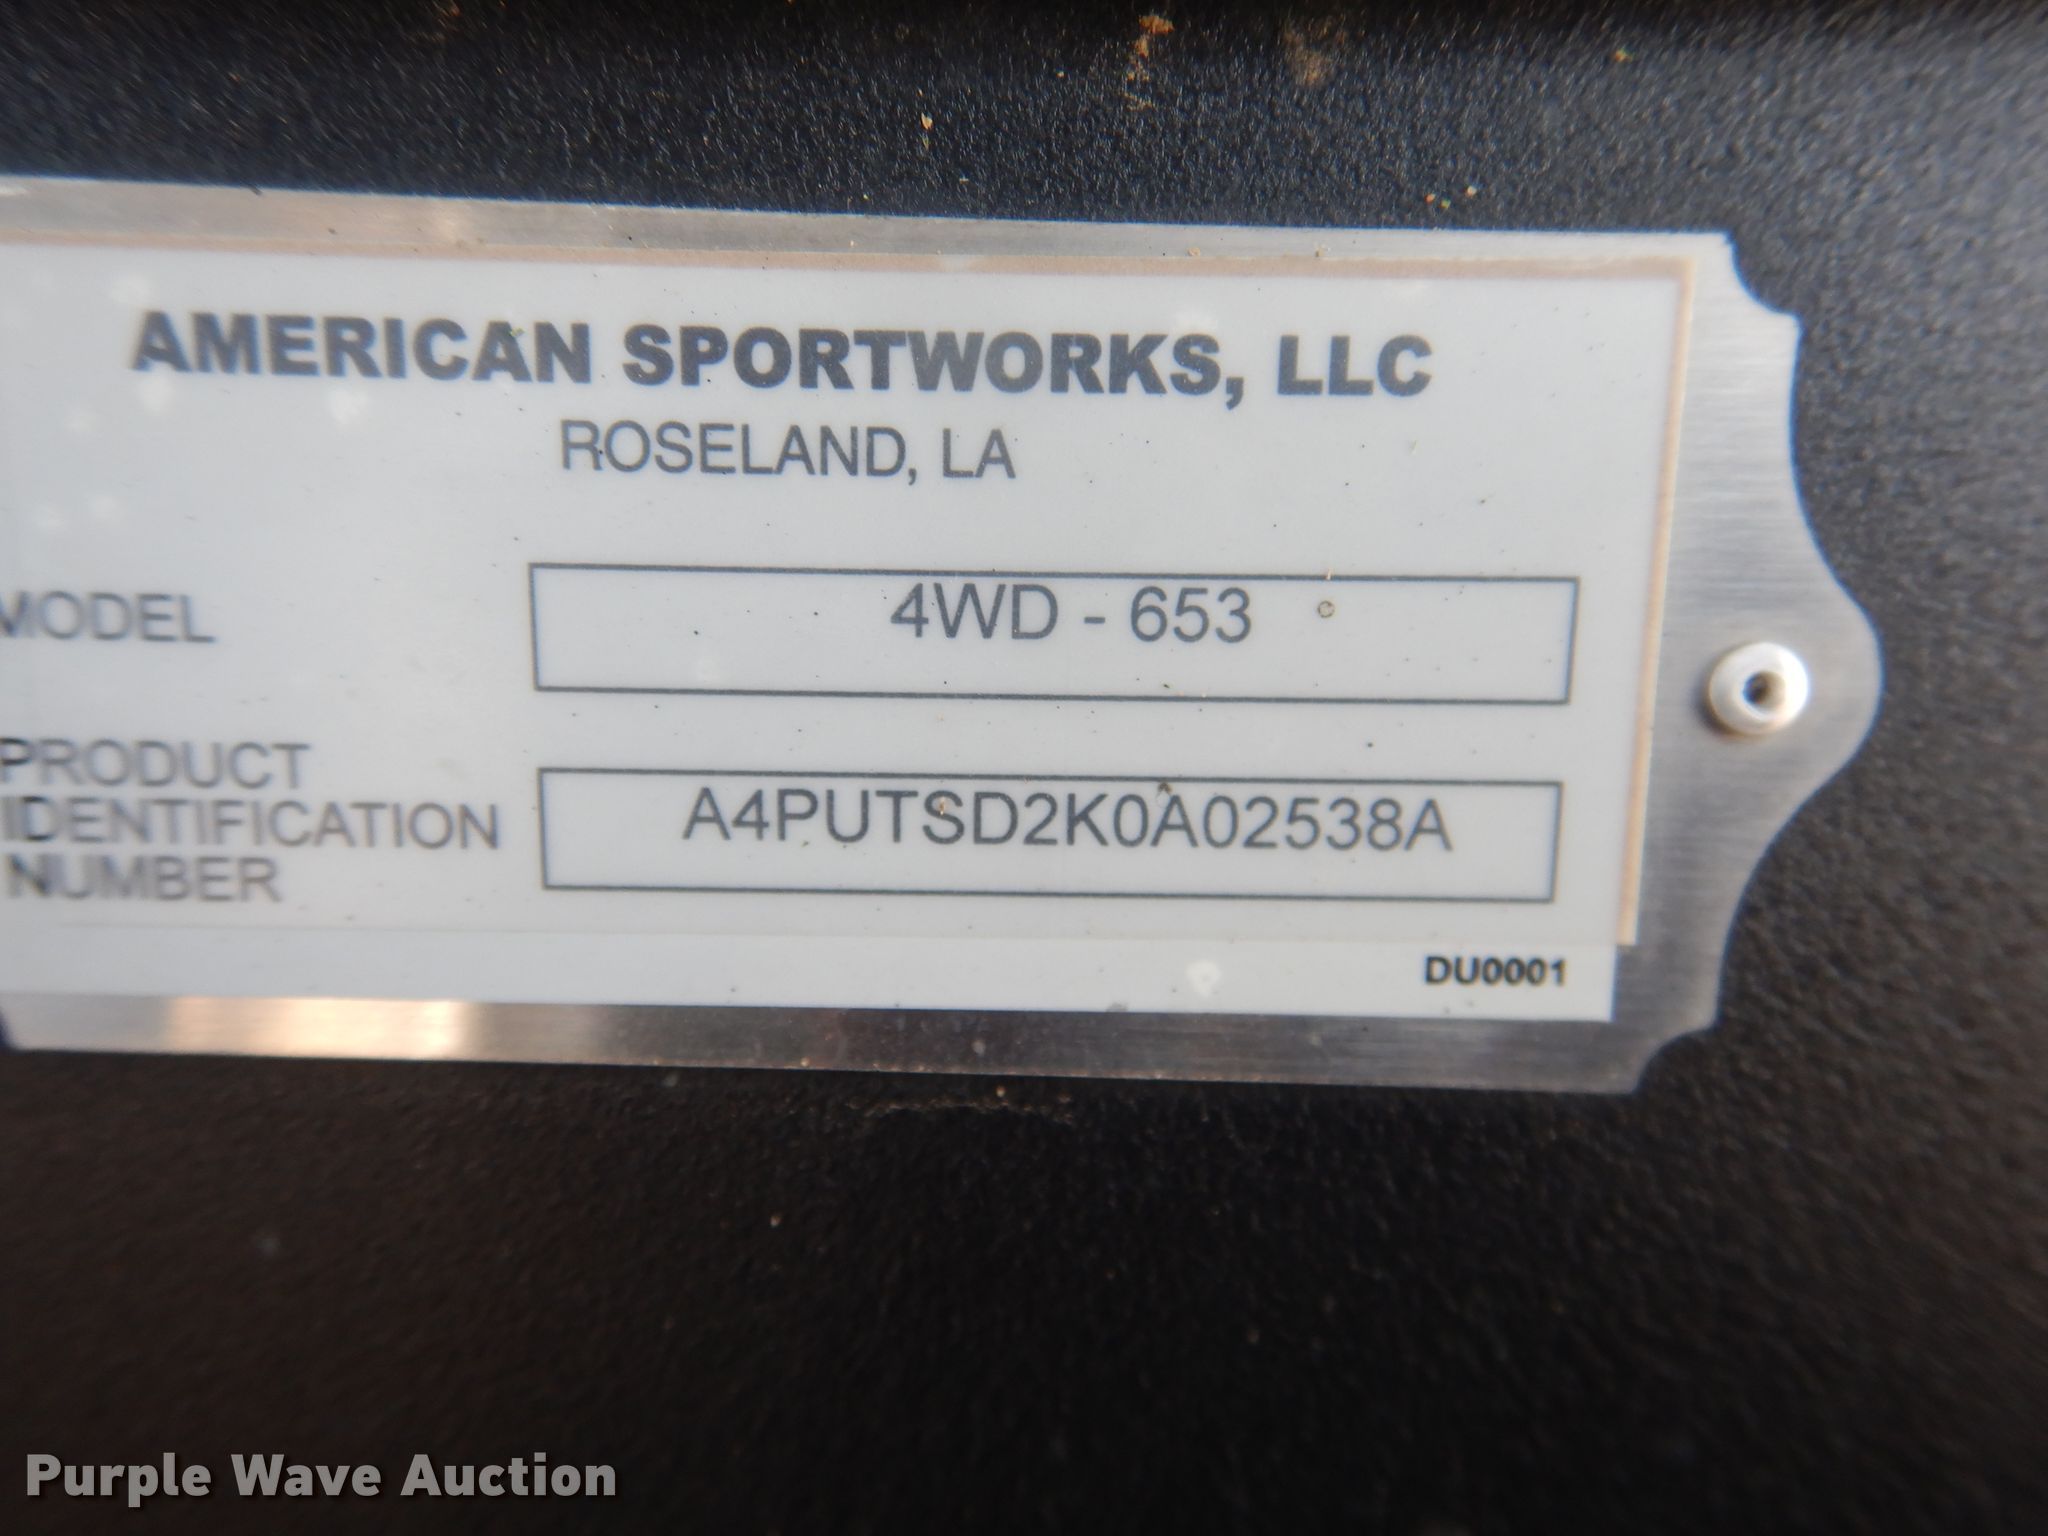 AMERICAN SPORTWORKS, LLC
ROSELAND, LA
MODEL
4WD - 653
PRODUCT
IDENTIFICATION
NUMBER
A4PUTSD2K0A02538A
DU0001
Purple Wave Auction